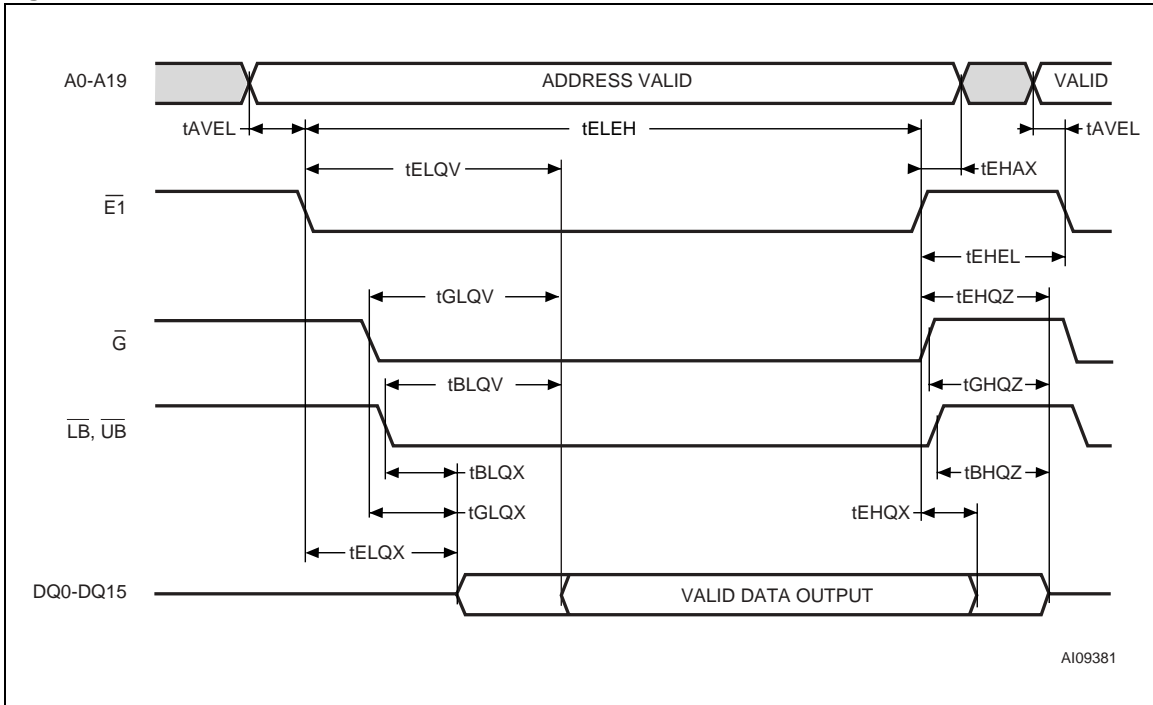 A0-A19
ADDRESS VALID
VALID
tAVEL
tELEH
tAVEL
tELQV
tEHAX
E1
tEHEL
tGLQV
tEHQZ
G
tBLQV
tGHQZ
LB, UB
tBLQX
tBHQZ
tGLQX
tEHQX
tELQX
DQ0-DQ15
VALID DATA OUTPUT
AI09381